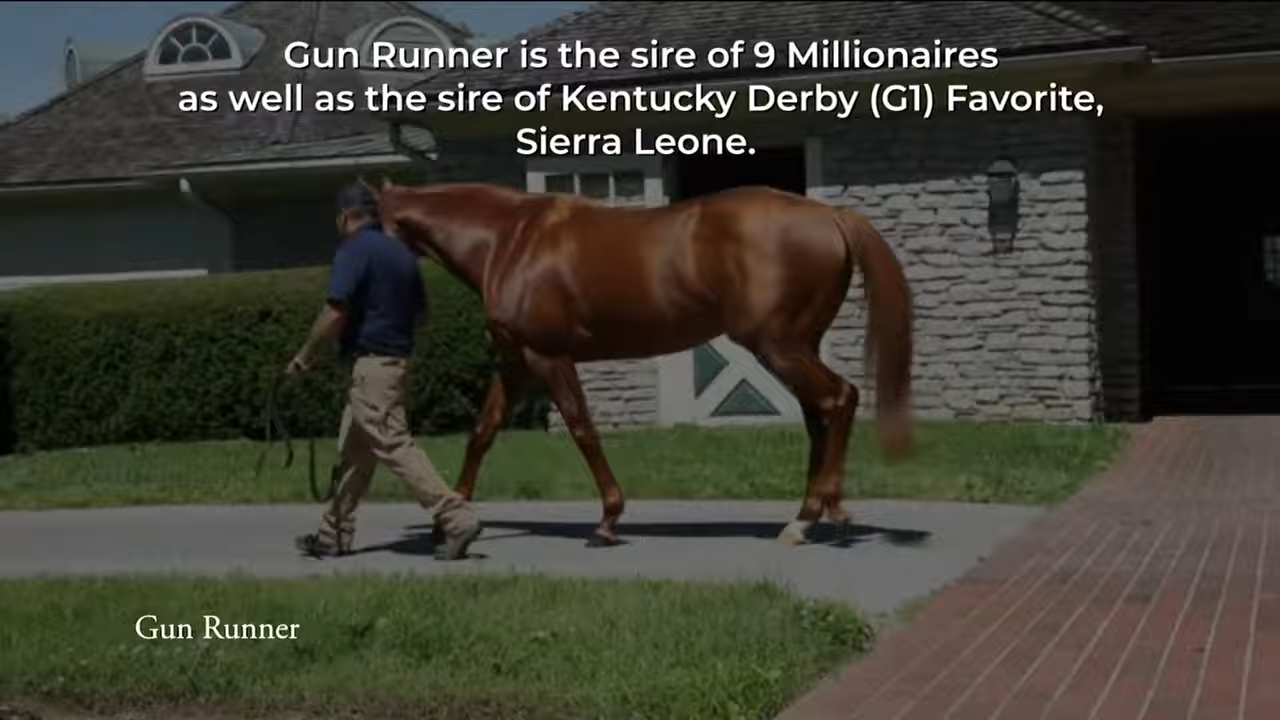 Gun Runner is the sire of 9 Millionaires
as well as the sire of Kentucky Derby (G1) Favorite,
Sierra Leone.
Gun Runner